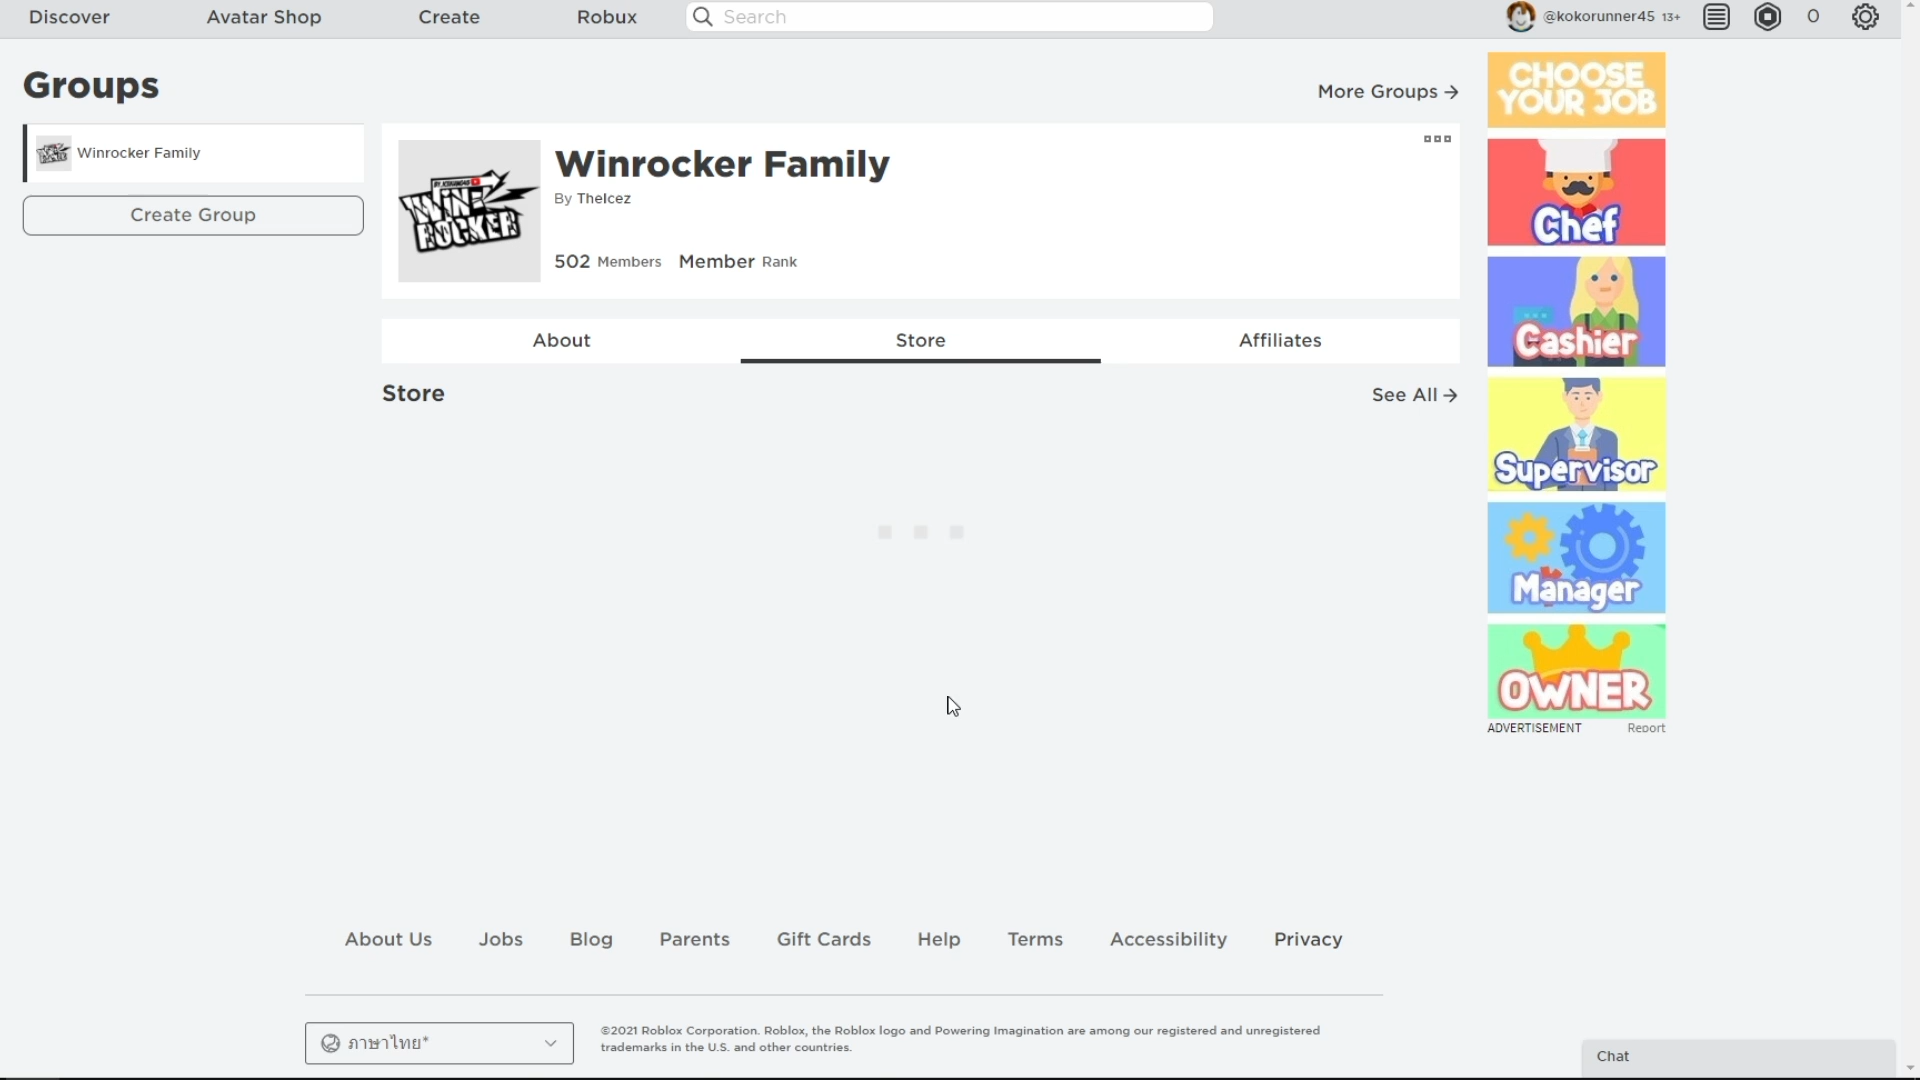 Discover
Avatar Shop
Create
Robux
Search
@kokorunner45 13+
0
Groups
More Groups →
Winrocker Family
Create Group
WIN-
ROCKER
Winrocker Family
By TheIcez
502 Members Member Rank
About
Store
Affiliates
Store
See All →
CHOOSE
YOUR JOB
Chef
Cashier
Supervisor
Manager
OWNER
ADVERTISEMENT
Report
About Us
Jobs
Blog
Parents
Gift Cards
Help
Terms
Accessibility
Privacy
ภาษาไทย*
©2021 Roblox Corporation. Roblox, the Roblox logo and Powering Imagination are among our registered and unregistered
trademarks in the U.S. and other countries.
Chat